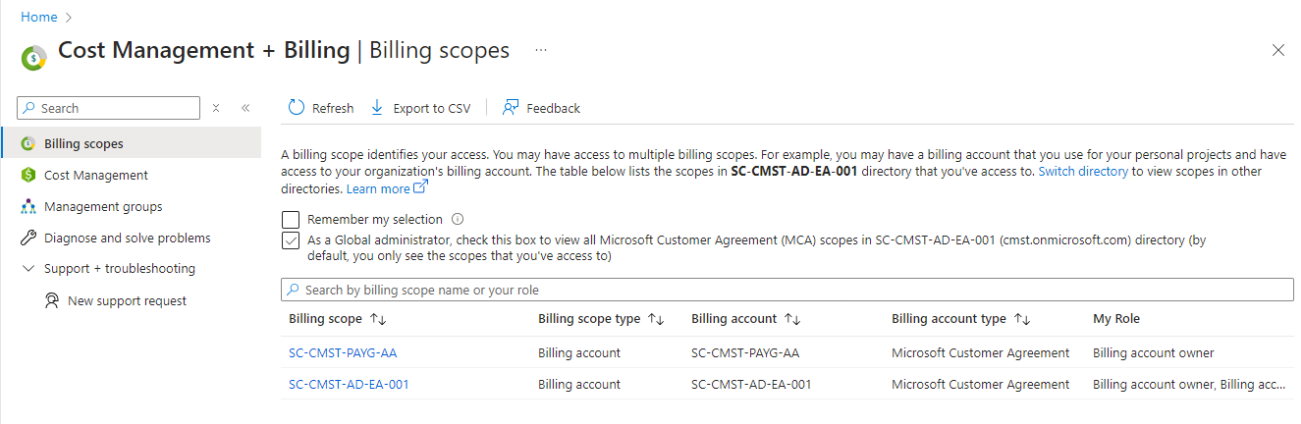 Home >
Cost Management + Billing | Billing scopes ...
Search
Refresh Export to CSV Feedback
Billing scopes
Cost Management
Management groups
Diagnose and solve problems
Support + troubleshooting
New support request
A billing scope identifies your access. You may have access to multiple billing scopes. For example, you may have a billing account that you use for your personal projects and have
access to your organization's billing account. The table below lists the scopes in SC-CMST-AD-EA-001 directory that you've access to. Switch directory to view scopes in other
directories. Learn more
Remember my selection
As a Global administrator, check this box to view all Microsoft Customer Agreement (MCA) scopes in SC-CMST-AD-EA-001 (cmst.onmicrosoft.com) directory (by
default, you only see the scopes that you've access to)
Search by billing scope name or your role
Billing scope Billing scope type Billing account Billing account type My Role
SC-CMST-PAYG-AA Billing account SC-CMST-PAYG-AA Microsoft Customer Agreement Billing account owner
SC-CMST-AD-EA-001 Billing account SC-CMST-AD-EA-001 Microsoft Customer Agreement Billing account owner, Billing acc...